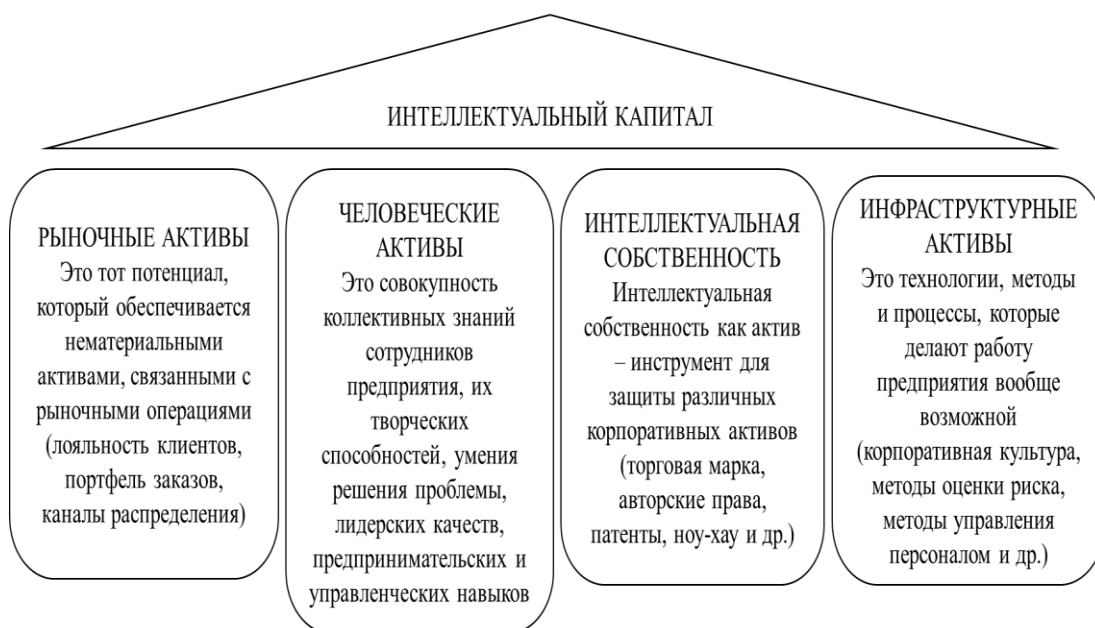 ИНТЕЛЛЕКТУАЛЬНЫЙ КАПИТАЛ
РЫНОЧНЫЕ АКТИВЫ
Это тот потенциал,
который обеспечивается
нематериальными
активами, связанными с
рыночными операциями
(лояльность клиентов,
портфель заказов,
каналы распределения)
ЧЕЛОВЕЧЕСКИЕ
АКТИВЫ
Это совокупность
коллективных знаний
сотрудников
предприятия, их
творческих
способностей, умения
решения проблемы,
лидерских качеств,
предпринимательских и
управленческих навыков
ИНТЕЛЛЕКТУАЛЬНАЯ
СОБСТВЕННОСТЬ
Интеллектуальная
собственность как актив
– инструмент для
защиты различных
корпоративных активов
(торговая марка,
авторские права,
патенты, ноу-хау и др.)
ИНФРАСТРУКТУРНЫЕ
АКТИВЫ
Это технологии, методы
и процессы, которые
делают работу
предприятия вообще
возможной
(корпоративная культура,
методы оценки риска,
методы управления
персоналом и др.)